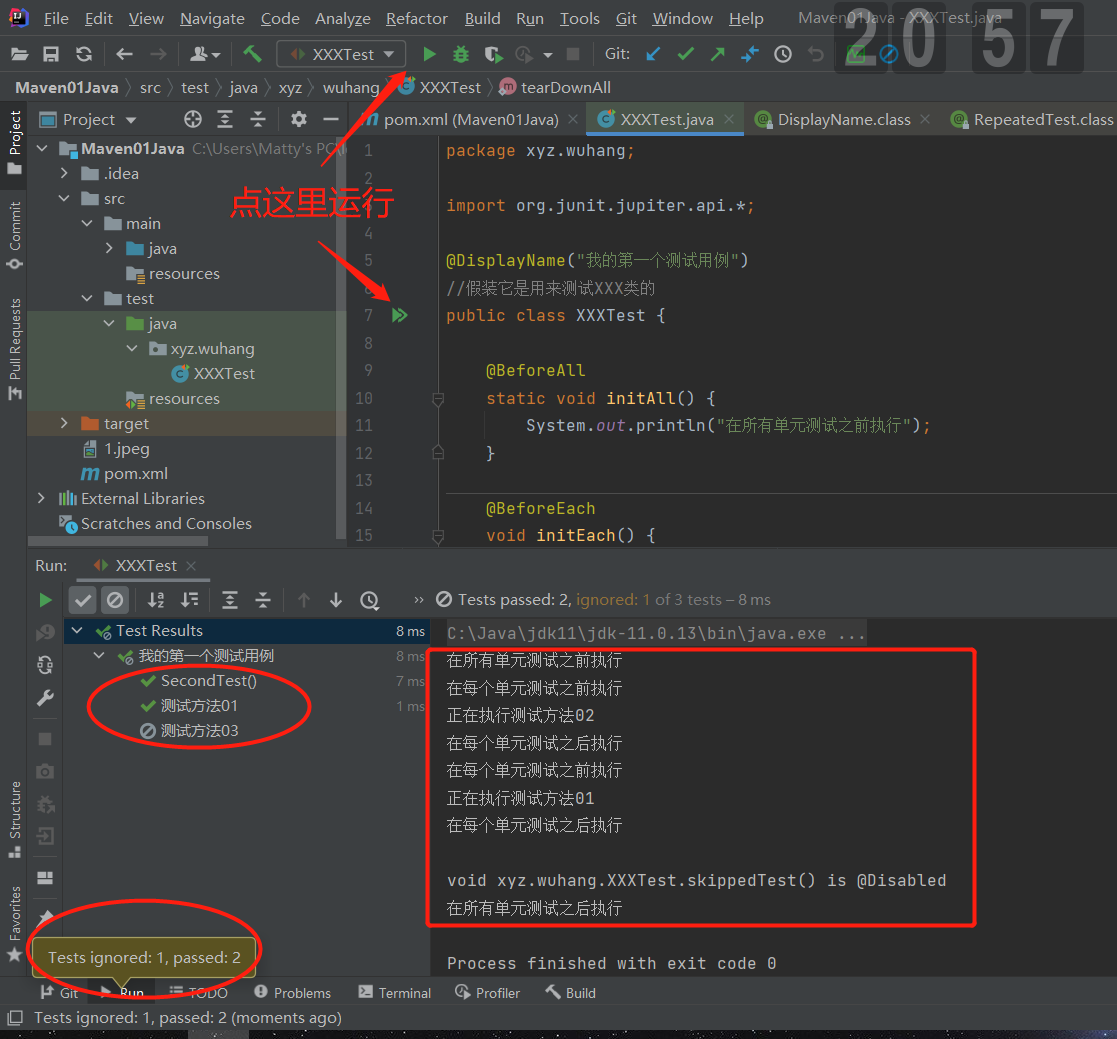 File Edit View Navigate Code Analyze Refactor Build Run Tools Git Window Help Maven01Java - XXXTest.java
20 57
XXXTest Git:
Maven01Java src test java xyz wuhang XXXTest tearDownAll
Project
pom.xml (Maven01Java) XXXTest.java DisplayName.class RepeatedTest.class
Project
Commit
Pull Requests
Structure
Favorites
Maven01Java C:\Users\Matty's PC\I
.idea
src
main
java
resources
test
java
xyz.wuhang
XXXTest
resources
target
1.jpeg
pom.xml
External Libraries
Scratches and Consoles
点这里运行
1 package xyz.wuhang;
2
import org.junit.jupiter.api.*;
4
5 @DisplayName("我的第一个测试用例")
//假装它是用来测试XXX类的
7 public class XXXTest {
8
9 @BeforeAll
10 static void initAll() {
11 System.out.println("在所有单元测试之前执行");
12 }
13
14 @BeforeEach
15 void initEach() {
Run: XXXTest
Tests passed: 2, ignored: 1 of 3 tests – 8 ms
Test Results 8 ms
我的第一个测试用例 8 ms
SecondTest() 7 ms
测试方法01 1 ms
测试方法03
C:\Java\jdk11\jdk-11.0.13\bin\java.exe ...
在所有单元测试之前执行
在每个单元测试之前执行
正在执行测试方法02
在每个单元测试之后执行
在每个单元测试之前执行
正在执行测试方法01
在每个单元测试之后执行
void xyz.wuhang.XXXTest.skippedTest() is @Disabled
在所有单元测试之后执行
Process finished with exit code 0
Tests ignored: 1, passed: 2
Git Run TODO Problems Terminal Profiler Build
Tests ignored: 1, passed: 2 (moments ago)